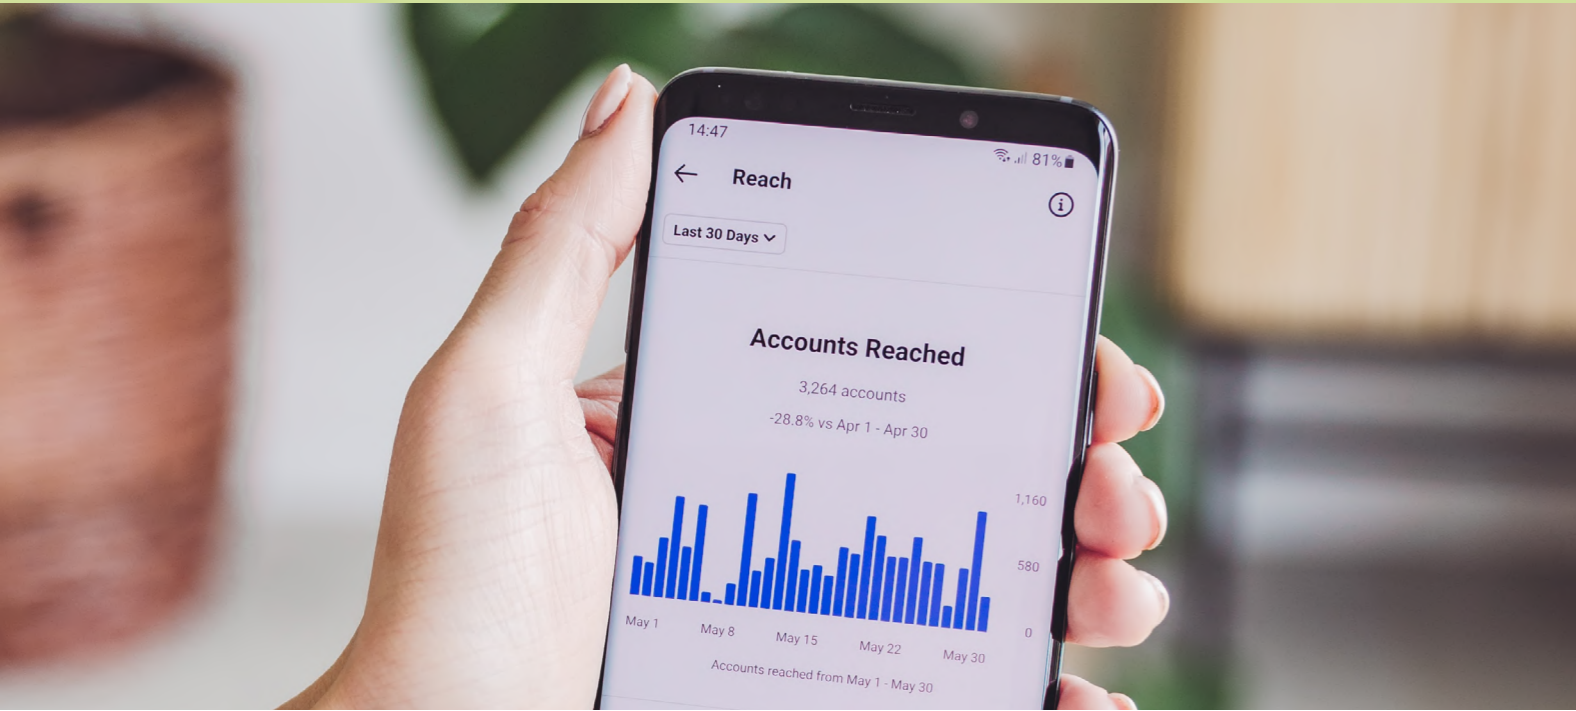 14:47
81%
Reach
Last 30 Days
Accounts Reached
3,264 accounts
-28.8% vs Apr 1 - Apr 30
1,160
580
0
May 1 May 8 May 15 May 22 May 30
Accounts reached from May 1 - May 30